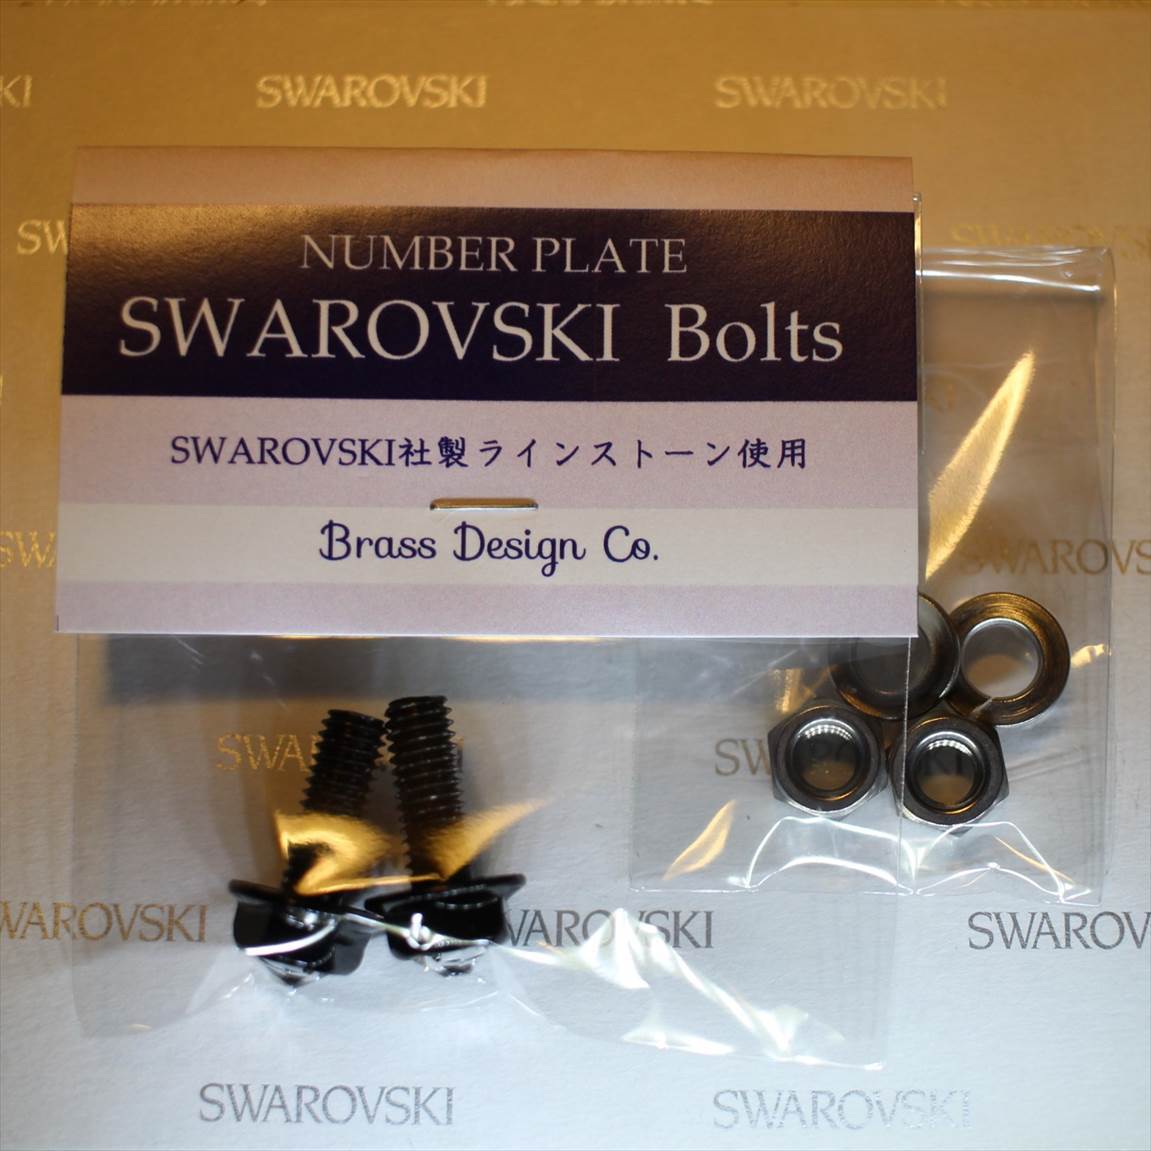 SWAROVSKI
SWAROVSKI
NUMBER PLATE
SWAROVSKI Bolts
SWAROVSKI社製ラインストーン使用
Brass Design Co.
SWAROVSKI
SWAROVSKI
SWAROVSKI
SWAROVSKI
SWAROVSKI